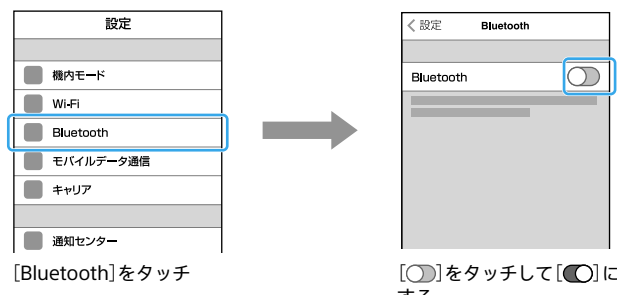 設定
機内モード
Wi-Fi
Bluetooth
モバイルデータ通信
キャリア
通知センター
[Bluetooth]をタッチ
設定 Bluetooth
Bluetooth
[ ]をタッチして[ ]に
する